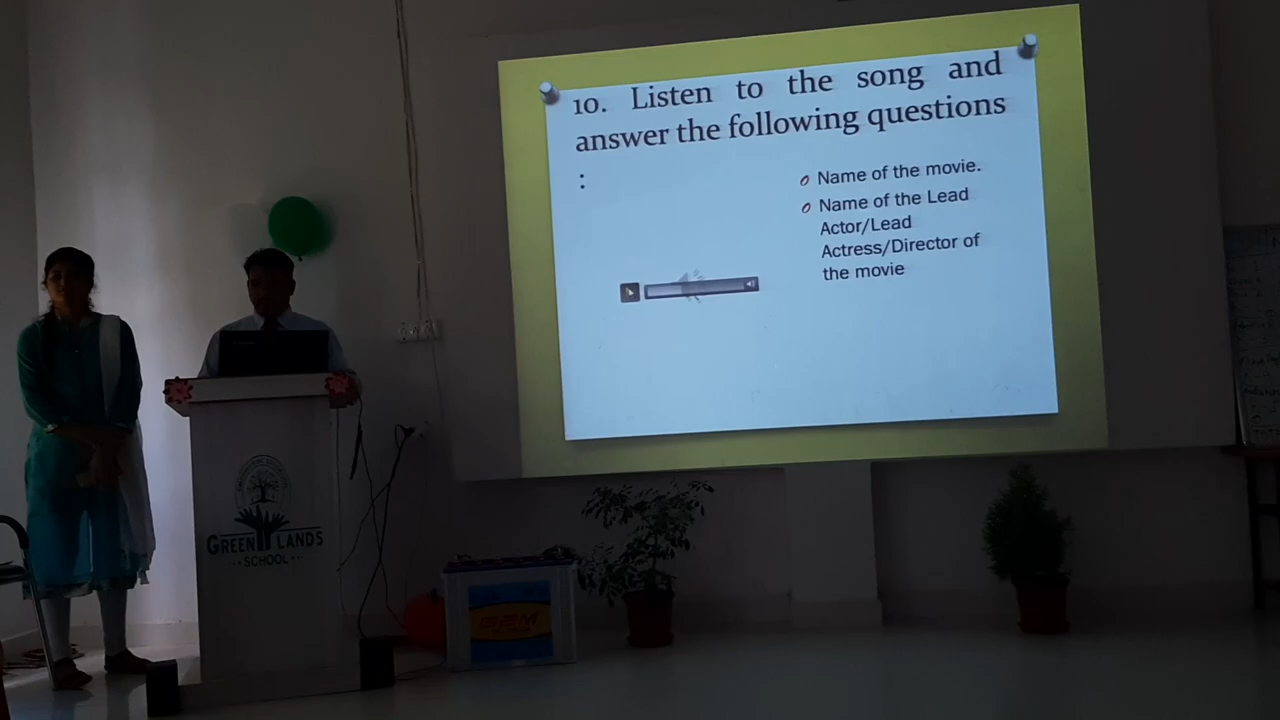 10. Listen to the song and
answer the following questions
:
Name of the movie.
Name of the Lead
Actor/Lead
Actress/Director of
the movie
GREEN LANDS
SCHOOL